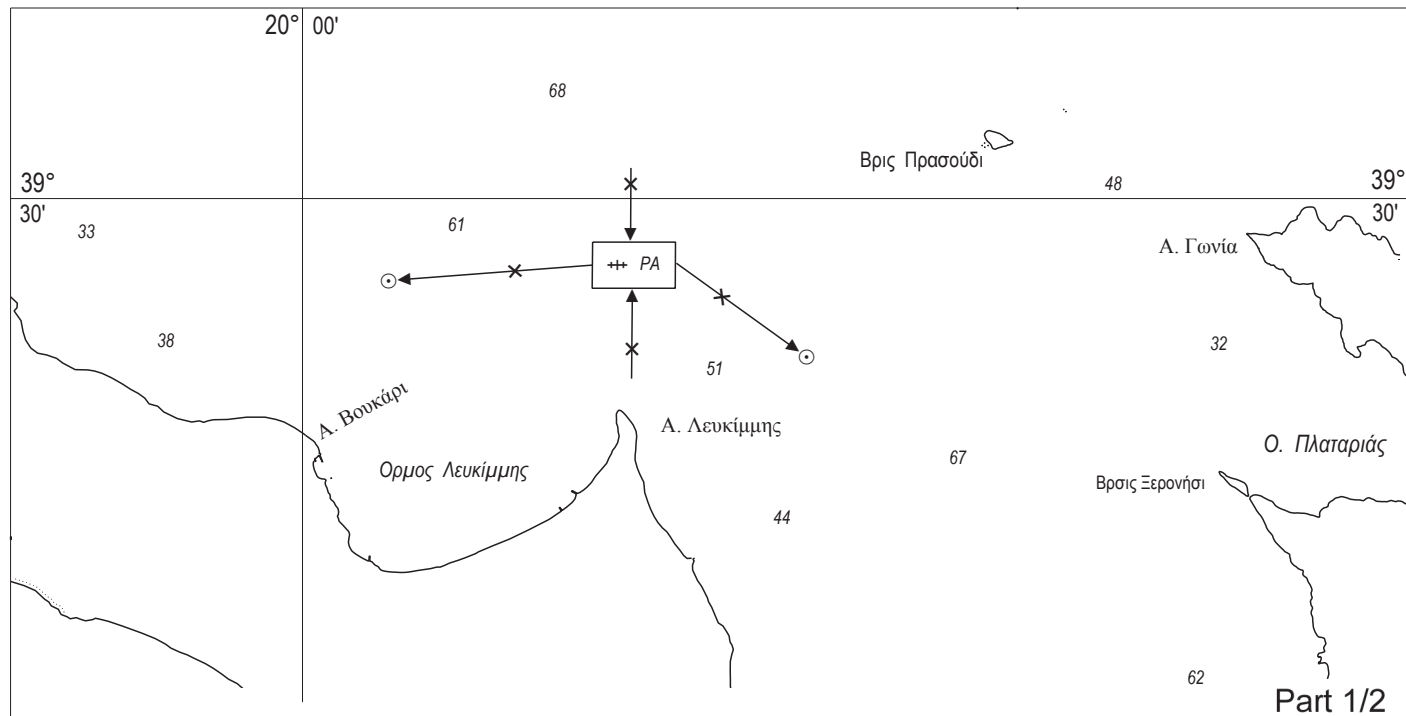 20° 00'
68
Βρις Πρασούδι
48
39° 39°
30' 30'
33
61
Α. Γωνία
PA
38
32
51
Α. Βουκάρι
Α. Λευκίμμης
Ο. Πλαταριάς
67
Ορμος Λευκίμμης
Βρσις Ξερονήσι
44
62
Part 1/2